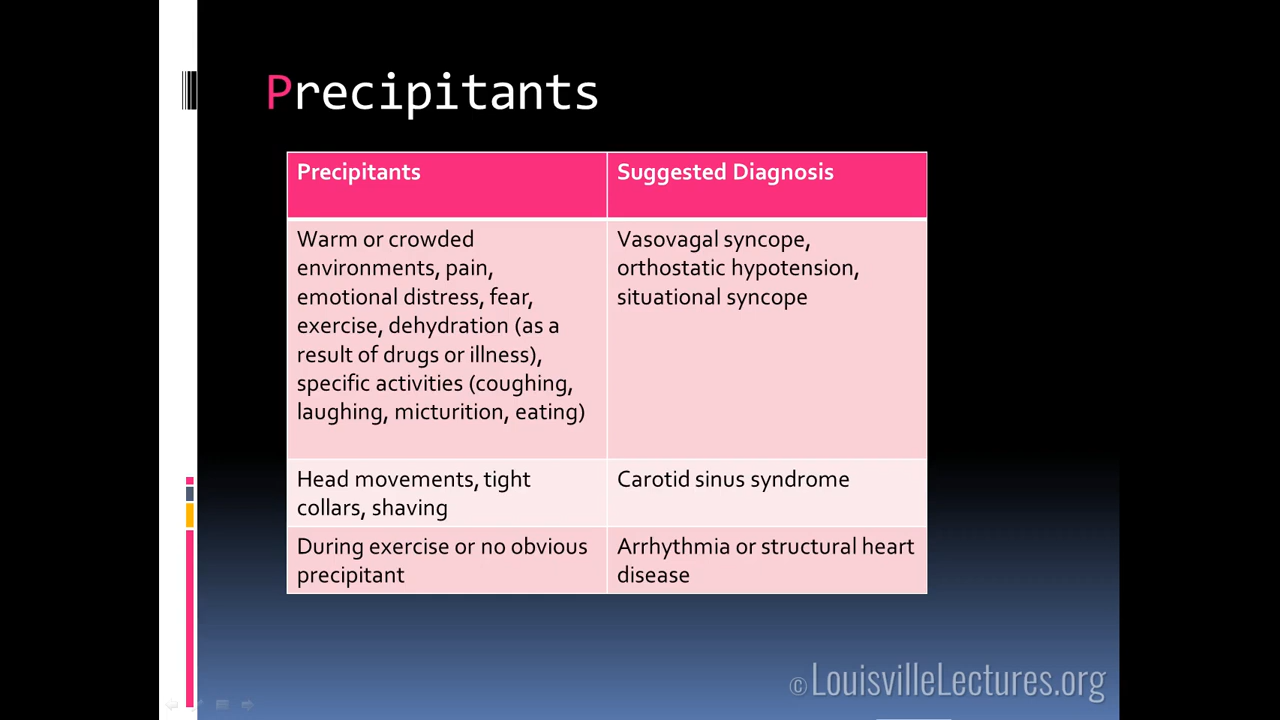 Precipitants
Precipitants
Suggested Diagnosis
Warm or crowded
environments, pain,
emotional distress, fear,
exercise, dehydration (as a
result of drugs or illness),
specific activities (coughing,
laughing, micturition, eating)
Vasovagal syncope,
orthostatic hypotension,
situational syncope
Head movements, tight
collars, shaving
Carotid sinus syndrome
During exercise or no obvious
precipitant
Arrhythmia or structural heart
disease
© LouisvilleLectures.org